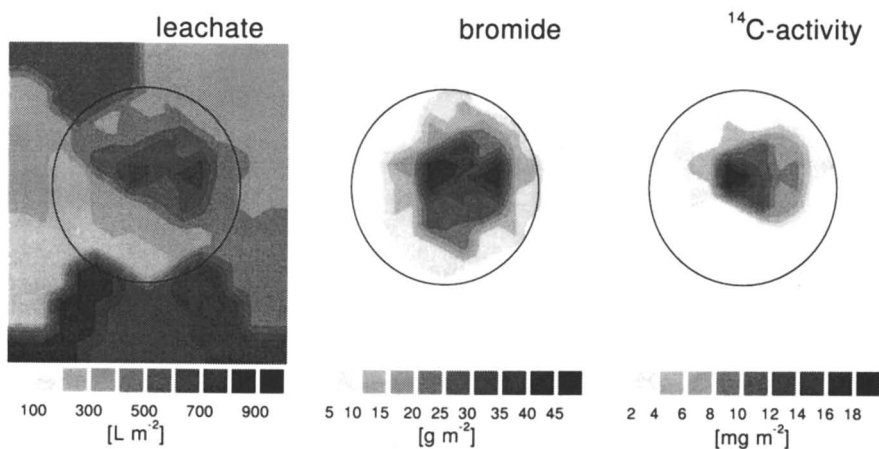 leachate
bromide
¹⁴C-activity
100 300 500 700 900
[L m⁻²]
5 10 15 20 25 30 35 40 45
[g m⁻²]
2 4 6 8 10 12 14 16 18
[mg m⁻²]